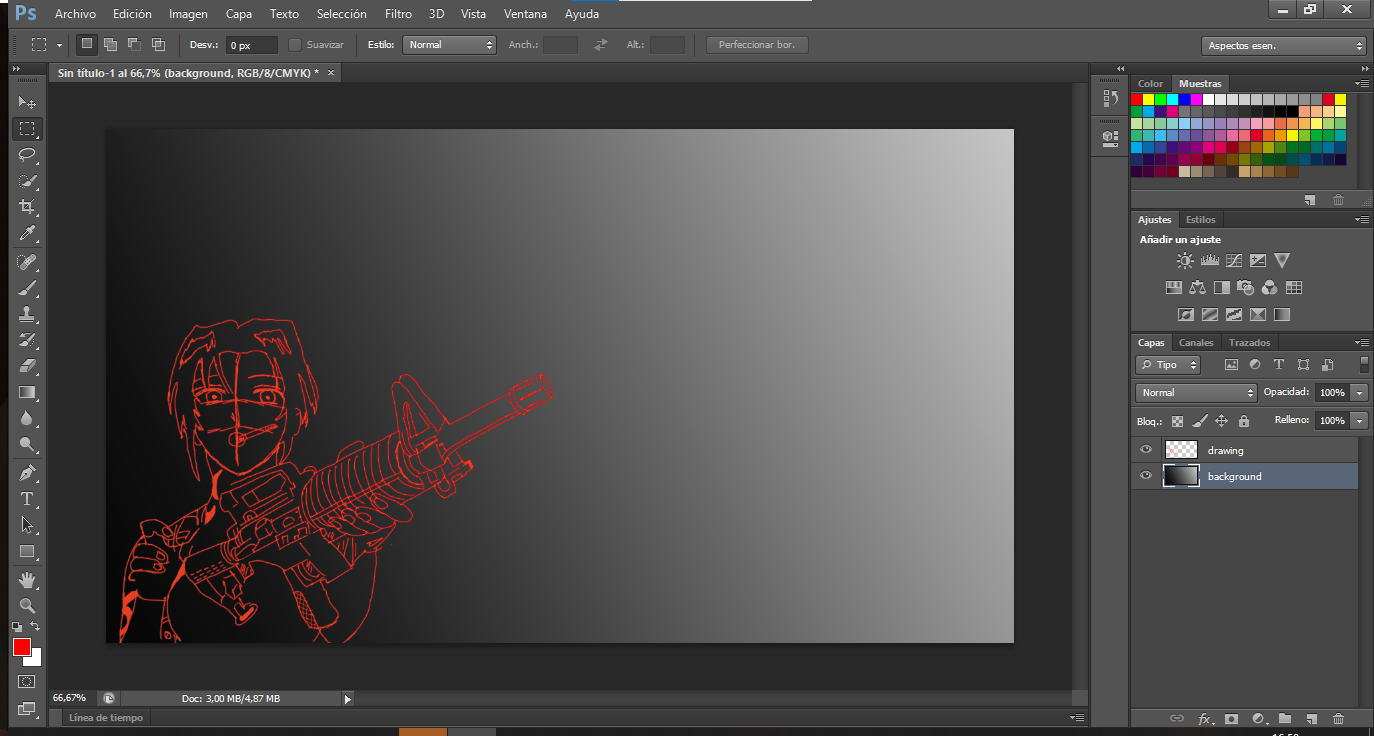 Ps Archivo Edición Imagen Capa Texto Selección Filtro 3D Vista Ventana Ayuda
Desv.: 0 px Suavizar Estilo: Normal Anch.: Alt.: Perfeccionar bor. Aspectos esen.
Sin título-1 al 66,7% (background, RGB/8/CMYK) * ×
Color Muestras
Ajustes Estilos
Añadir un ajuste
Capas Canales Trazados
Tipo
Normal Opacidad: 100%
Bloq.: Relleno: 100%
drawing
background
66,67% Doc: 3,00 MB/4,87 MB
Línea de tiempo